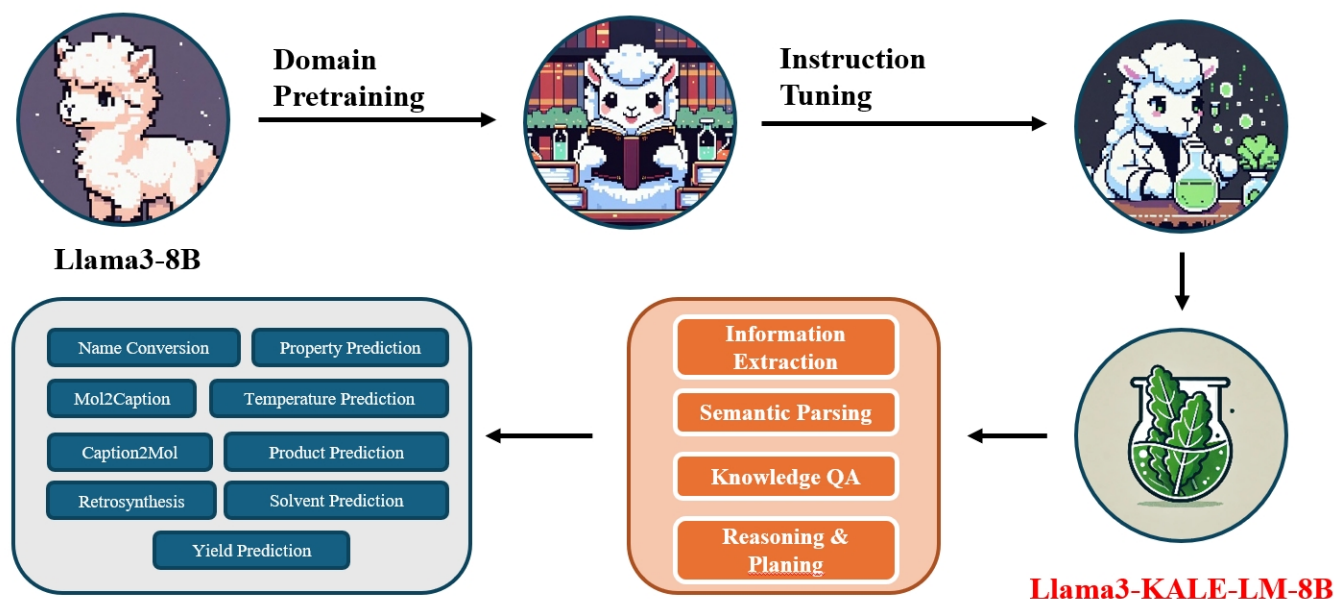 Domain
Pretraining
Instruction
Tuning
Llama3-8B
Name Conversion
Property Prediction
Mol2Caption
Temperature Prediction
Caption2Mol
Product Prediction
Retrosynthesis
Solvent Prediction
Yield Prediction
Information
Extraction
Semantic Parsing
Knowledge QA
Reasoning &
Planing
Llama3-KALE-LM-8B